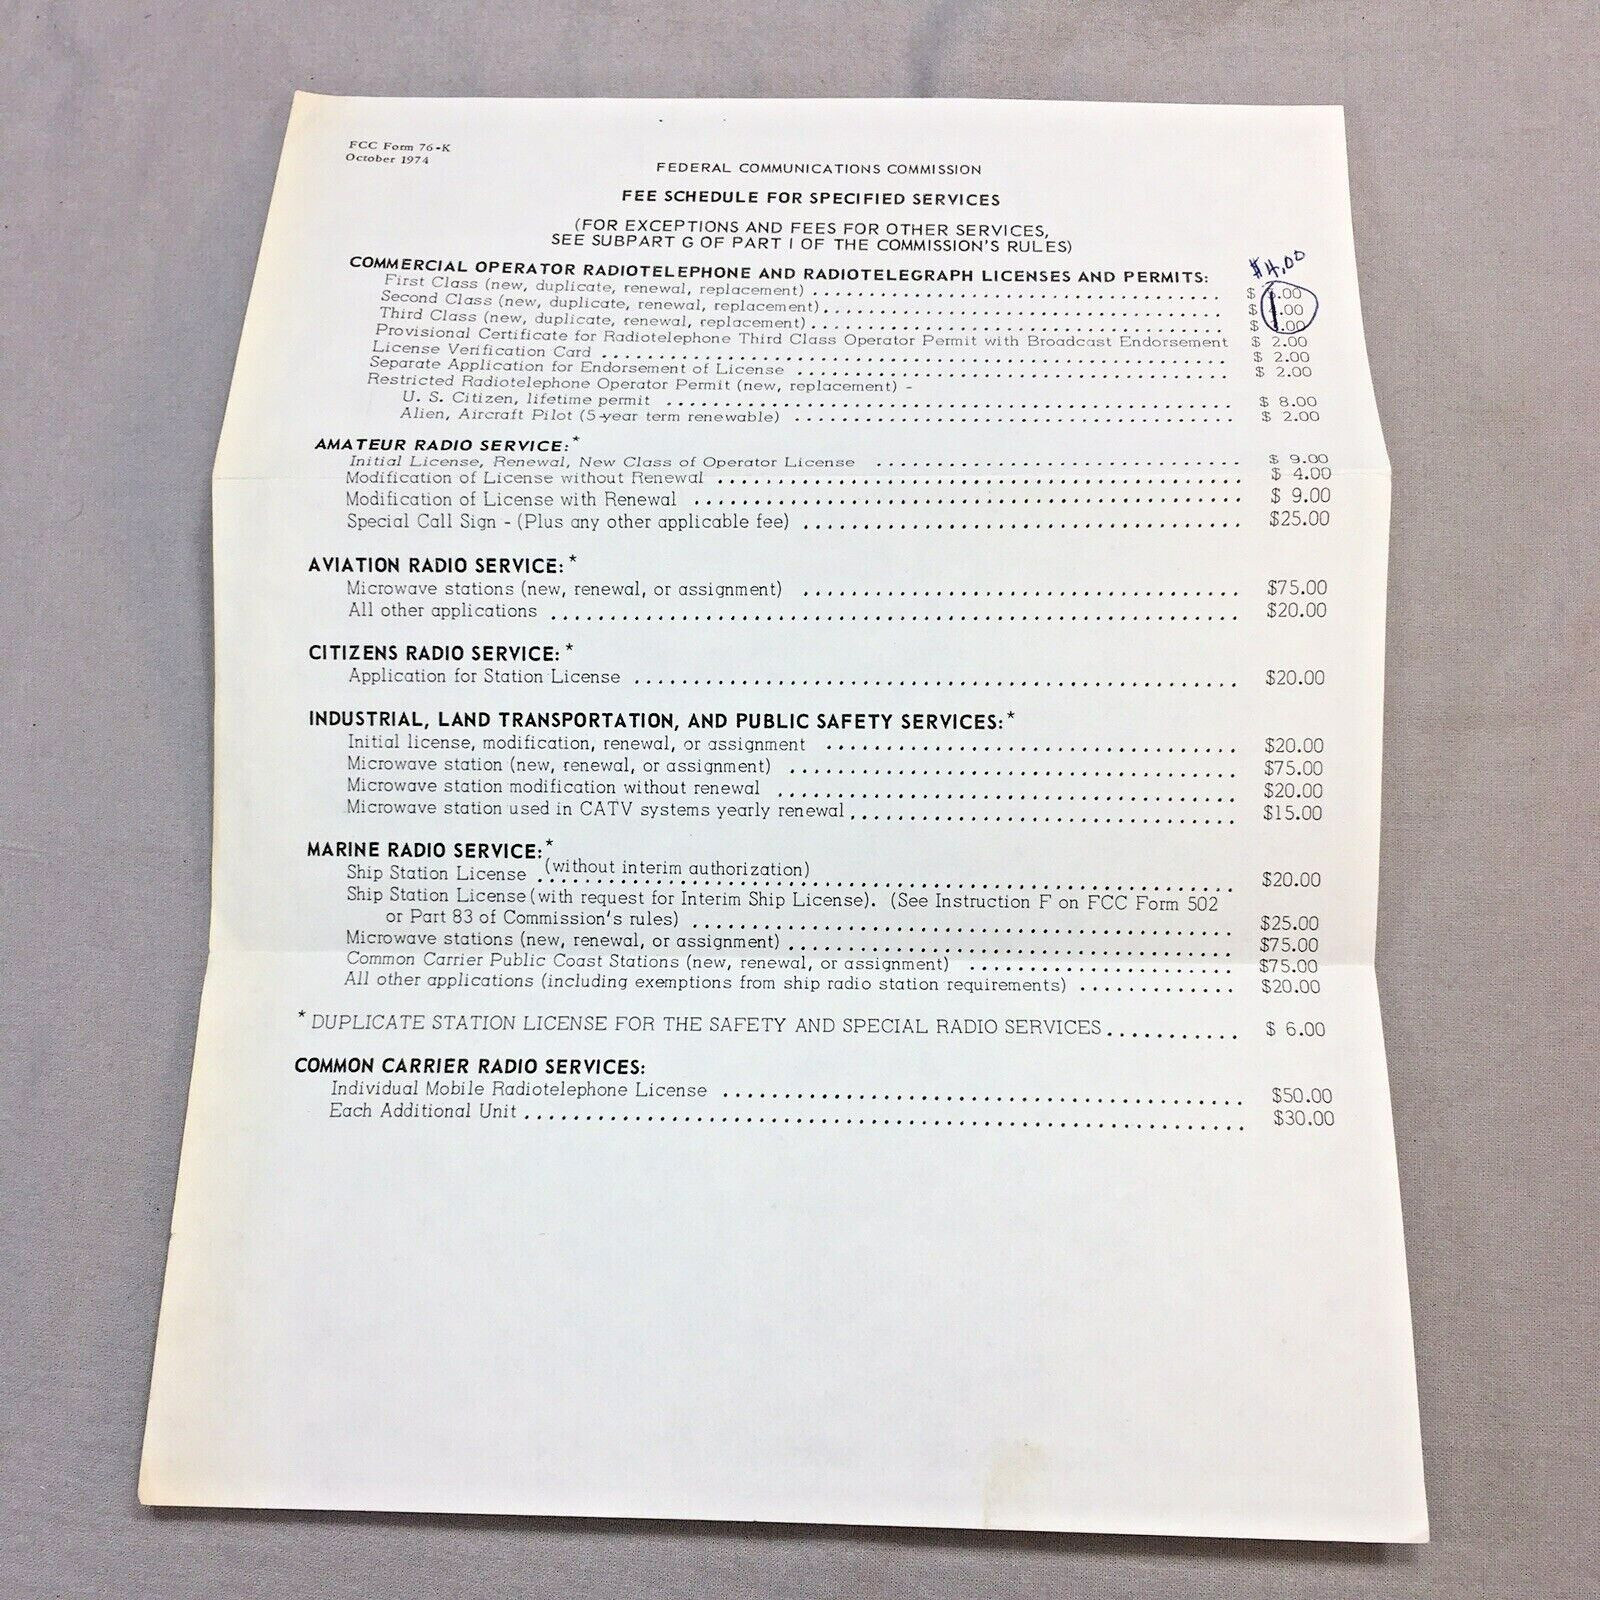 FCC Form 76-K
October 1974
FEDERAL COMMUNICATIONS COMMISSION
FEE SCHEDULE FOR SPECIFIED SERVICES
(FOR EXCEPTIONS AND FEES FOR OTHER SERVICES,
SEE SUBPART G OF PART I OF THE COMMISSION'S RULES)
$4.00
COMMERCIAL OPERATOR RADIOTELEPHONE AND RADIOTELEGRAPH LICENSES AND PERMITS:
First Class (new, duplicate, renewal, replacement) $
Second Class (new, duplicate, renewal, replacement) $ 4.00
Third Class (new, duplicate, renewal, replacement) $
Provisional Certificate for Radiotelephone Third Class Operator Permit with Broadcast Endorsement $ 2.00
License Verification Card $ 2.00
Separate Application for Endorsement of License $ 2.00
Restricted Radiotelephone Operator Permit (new, replacement) -
U. S. Citizen, lifetime permit $ 8.00
Alien, Aircraft Pilot (5-year term renewable) $ 2.00
AMATEUR RADIO SERVICE:*
Initial License, Renewal, New Class of Operator License $ 9.00
Modification of License without Renewal $ 4.00
Modification of License with Renewal $ 9.00
Special Call Sign - (Plus any other applicable fee) $25.00
AVIATION RADIO SERVICE:*
Microwave stations (new, renewal, or assignment) $75.00
All other applications $20.00
CITIZENS RADIO SERVICE:*
Application for Station License $20.00
INDUSTRIAL, LAND TRANSPORTATION, AND PUBLIC SAFETY SERVICES:*
Initial license, modification, renewal, or assignment $20.00
Microwave station (new, renewal, or assignment) $75.00
Microwave station modification without renewal $20.00
Microwave station used in CATV systems yearly renewal $15.00
MARINE RADIO SERVICE:*
Ship Station License (without interim authorization) $20.00
Ship Station License (with request for Interim Ship License). (See Instruction F on FCC Form 502
or Part 83 of Commission's rules) $25.00
Microwave stations (new, renewal, or assignment) $75.00
Common Carrier Public Coast Stations (new, renewal, or assignment) $75.00
All other applications (including exemptions from ship radio station requirements) $20.00
* DUPLICATE STATION LICENSE FOR THE SAFETY AND SPECIAL RADIO SERVICES $ 6.00
COMMON CARRIER RADIO SERVICES:
Individual Mobile Radiotelephone License $50.00
Each Additional Unit $30.00